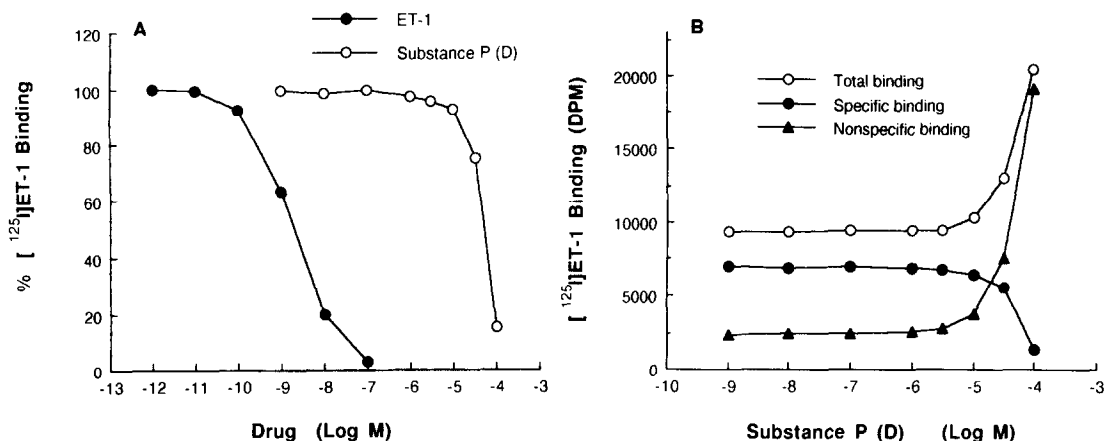 A
ET-1
Substance P (D)
120
100
80
60
40
20
0
% [ ¹²⁵I]ET-1 Binding
-13 -12 -11 -10 -9 -8 -7 -6 -5 -4 -3
Drug (Log M)
B
Total binding
Specific binding
Nonspecific binding
20000
15000
10000
5000
0
[ ¹²⁵I]ET-1 Binding (DPM)
-10 -9 -8 -7 -6 -5 -4 -3
Substance P (D) (Log M)